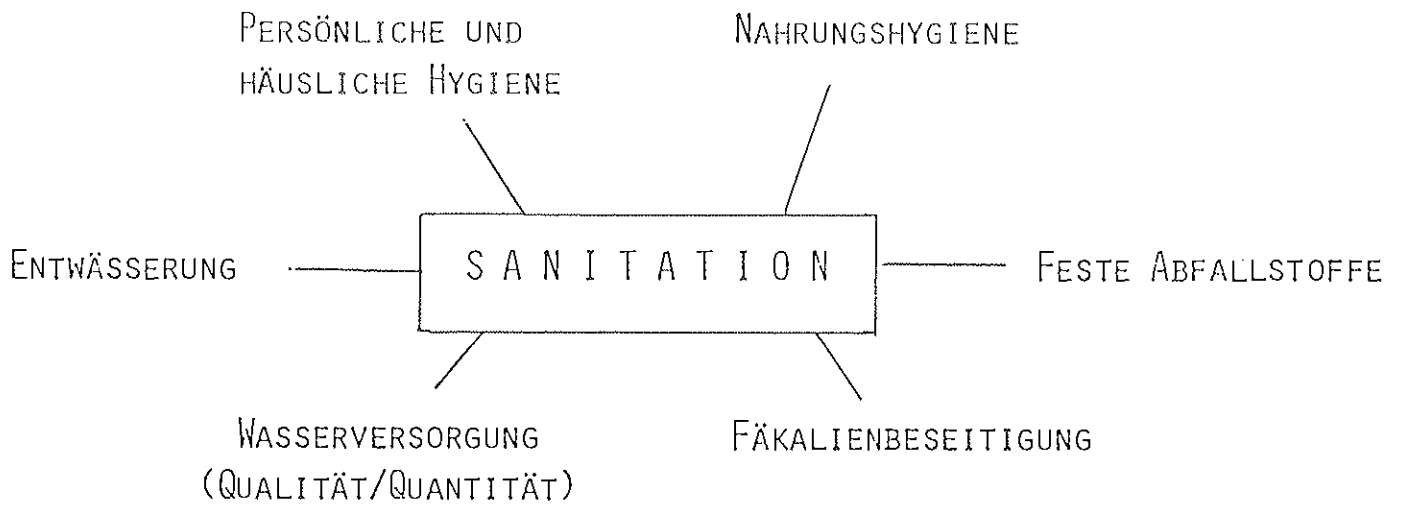 PERSÖNLICHE UND
HÄUSLICHE HYGIENE
NAHRUNGSHYGIENE
ENTWÄSSERUNG
SANITATION
FESTE ABFALLSTOFFE
WASSERVERSORGUNG
(QUALITÄT/QUANTITÄT)
FÄKALIENBESEITIGUNG